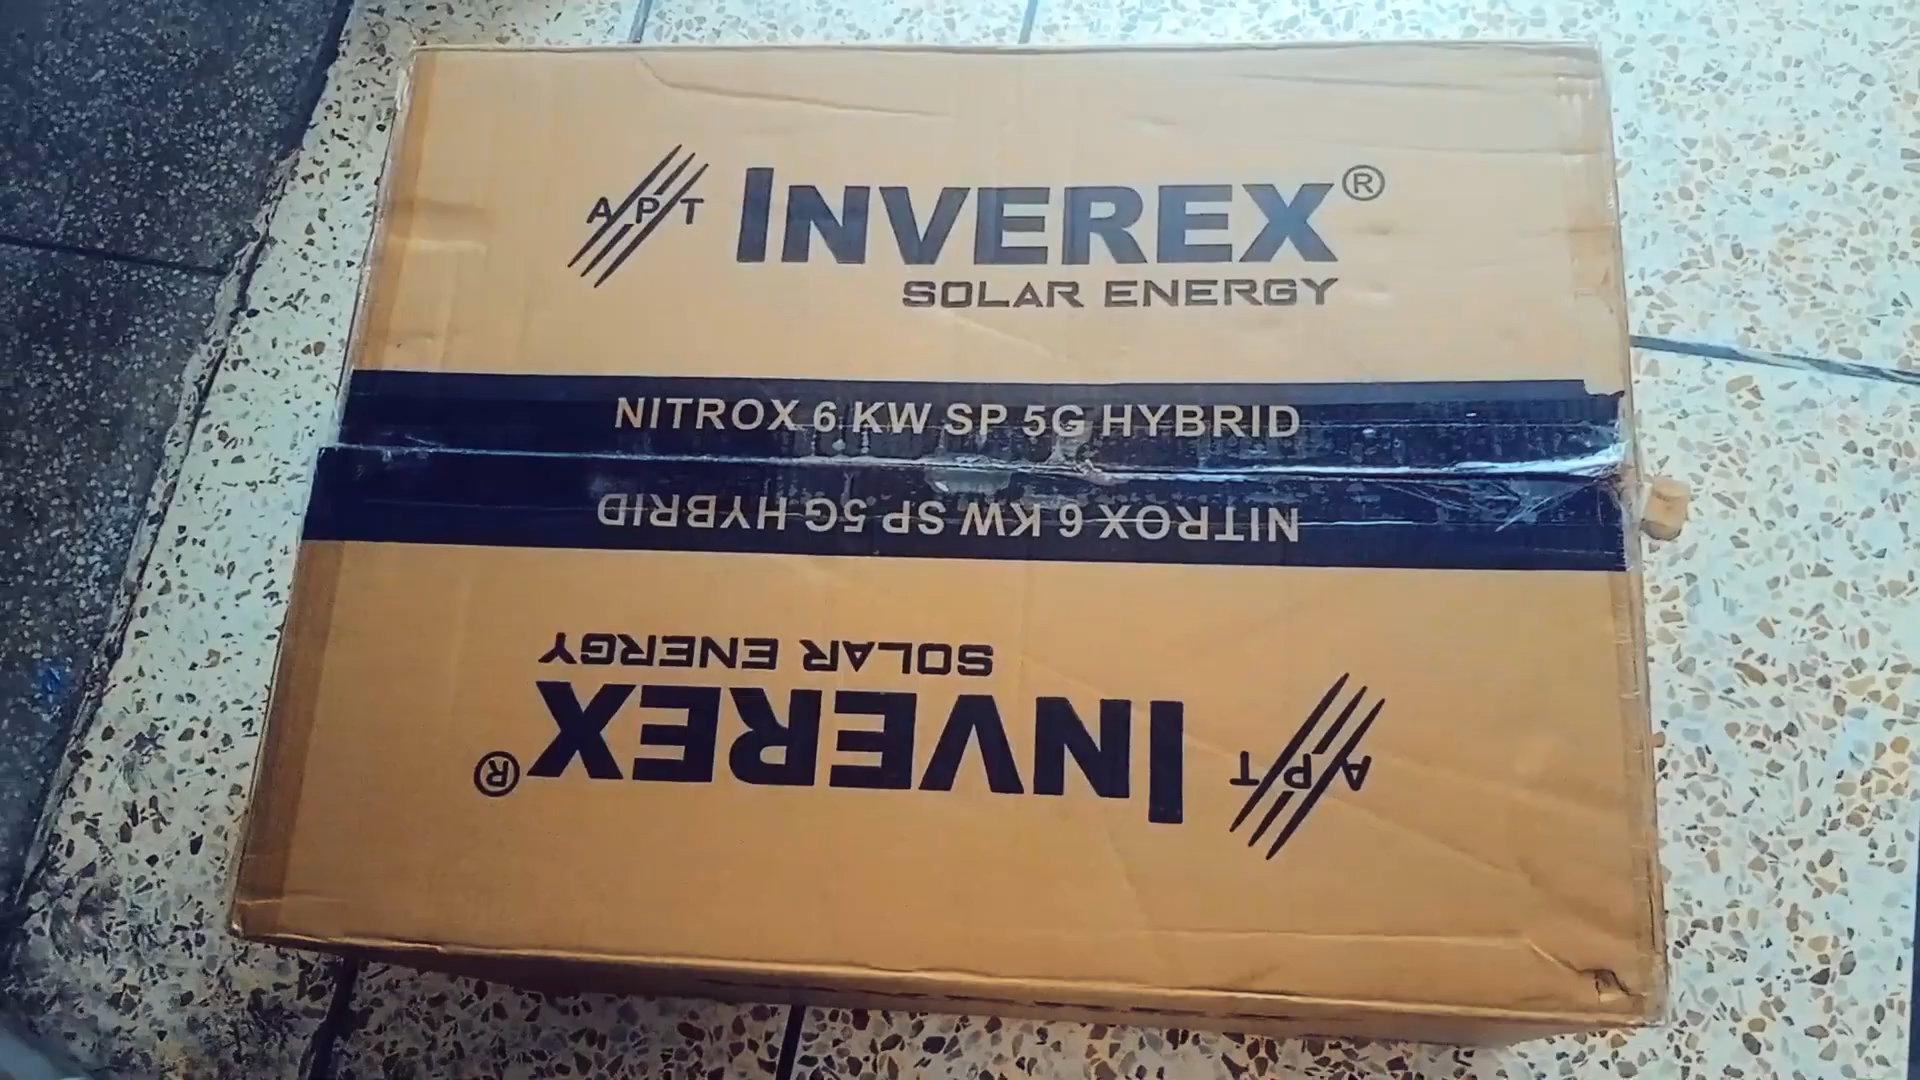 APT INVEREX®
SOLAR ENERGY
NITROX 6 KW SP 5G HYBRID
NITROX 6 KW SP 5G HYBRID
APT INVEREX®
SOLAR ENERGY